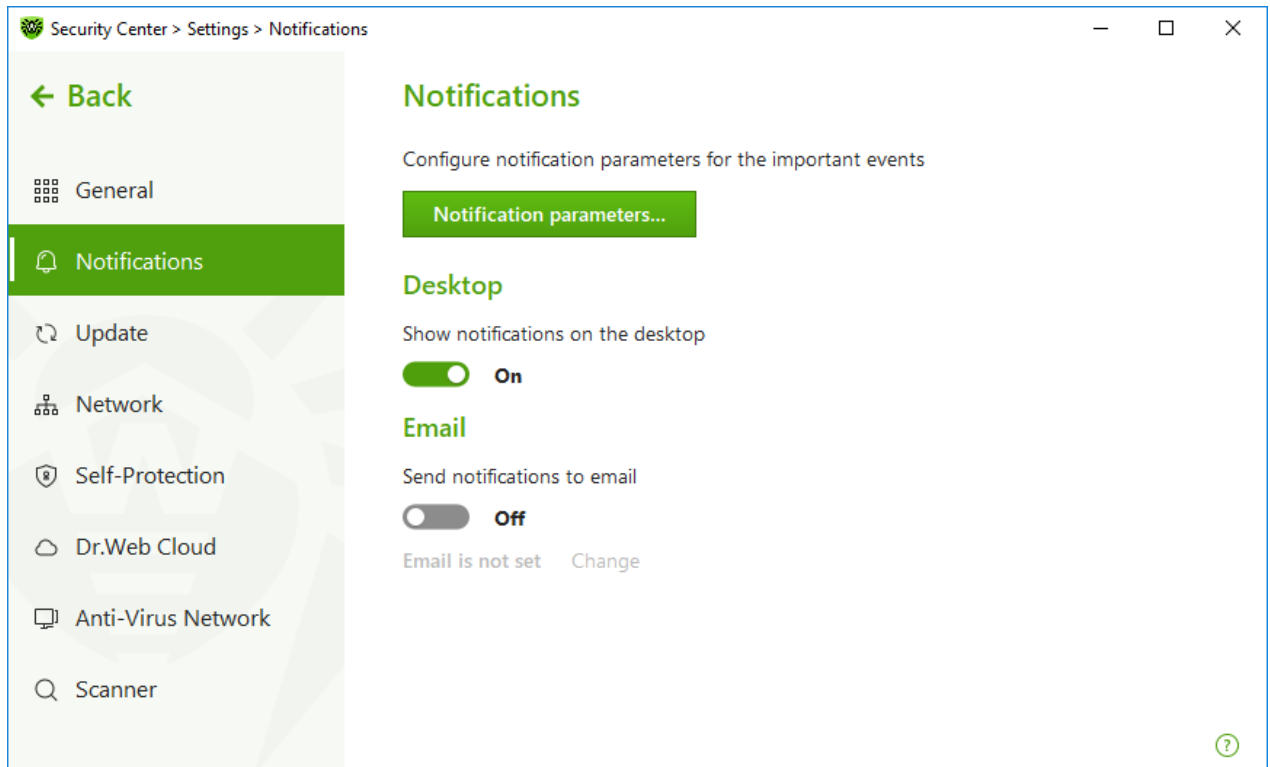 Security Center > Settings > Notifications
Back
General
Notifications
Update
Network
Self-Protection
Dr.Web Cloud
Anti-Virus Network
Scanner
Notifications
Configure notification parameters for the important events
Notification parameters...
Desktop
Show notifications on the desktop
On
Email
Send notifications to email
Off
Email is not set Change
?